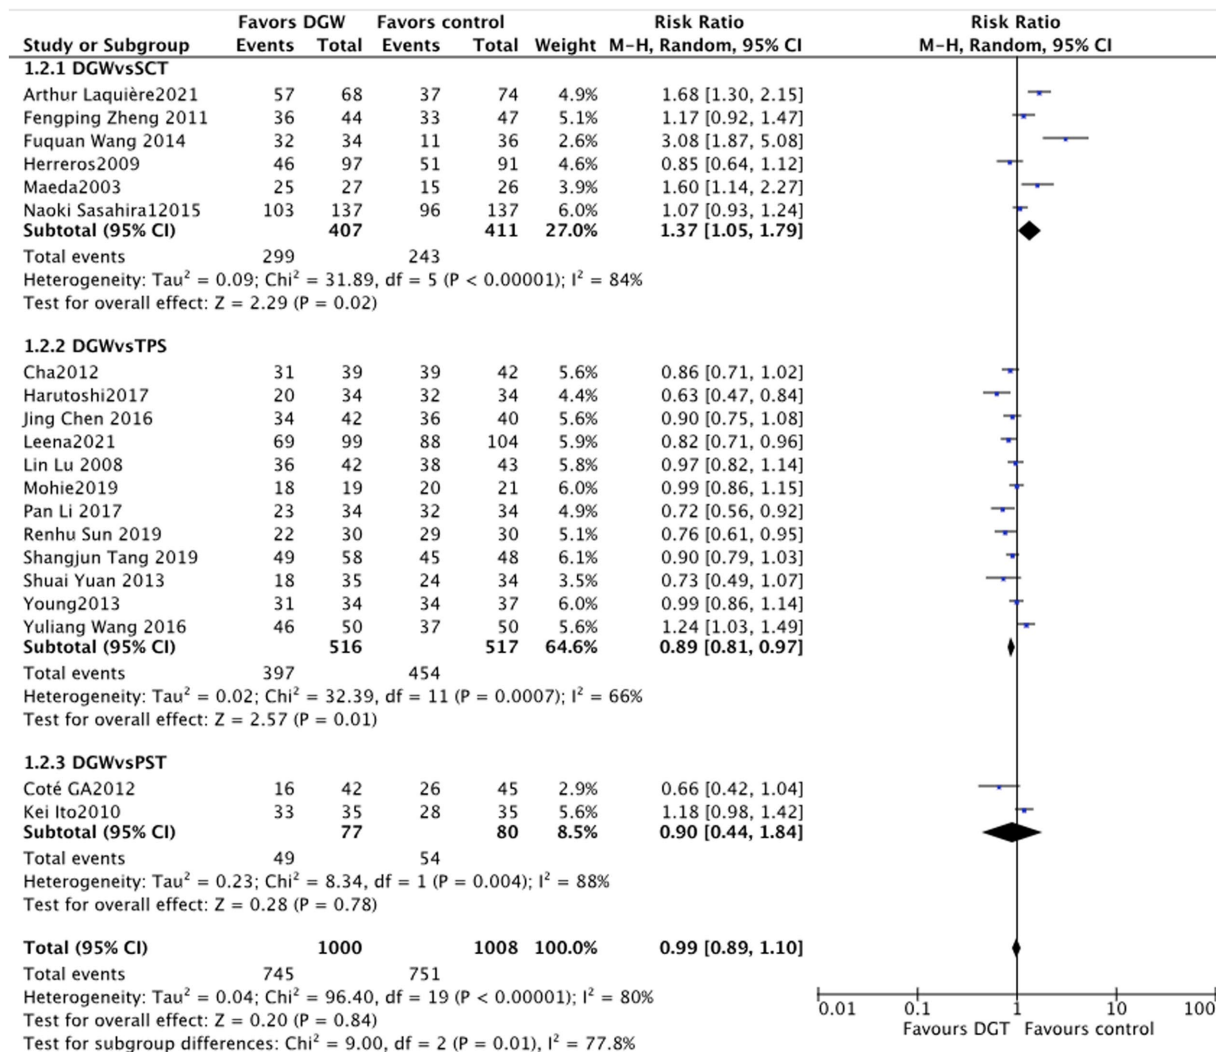 Favors DGW Favors control Risk Ratio Risk Ratio
Study or Subgroup Events Total Events Total Weight M-H, Random, 95% CI M-H, Random, 95% CI
1.2.1 DGWvsSCT
Arthur Laquière2021 57 68 37 74 4.9% 1.68 [1.30, 2.15]
Fengping Zheng 2011 36 44 33 47 5.1% 1.17 [0.92, 1.47]
Fuquan Wang 2014 32 34 11 36 2.6% 3.08 [1.87, 5.08]
Herreros2009 46 97 51 91 4.6% 0.85 [0.64, 1.12]
Maeda2003 25 27 15 26 3.9% 1.60 [1.14, 2.27]
Naoki Sasahira12015 103 137 96 137 6.0% 1.07 [0.93, 1.24]
Subtotal (95% CI) 407 411 27.0% 1.37 [1.05, 1.79]
Total events 299 243
Heterogeneity: Tau² = 0.09; Chi² = 31.89, df = 5 (P < 0.00001); I² = 84%
Test for overall effect: Z = 2.29 (P = 0.02)
1.2.2 DGWvsTPS
Cha2012 31 39 39 42 5.6% 0.86 [0.71, 1.02]
Harutoshi2017 20 34 32 34 4.4% 0.63 [0.47, 0.84]
Jing Chen 2016 34 42 36 40 5.6% 0.90 [0.75, 1.08]
Leena2021 69 99 88 104 5.9% 0.82 [0.71, 0.96]
Lin Lu 2008 36 42 38 43 5.8% 0.97 [0.82, 1.14]
Mohie2019 18 19 20 21 6.0% 0.99 [0.86, 1.15]
Pan Li 2017 23 34 32 34 4.9% 0.72 [0.56, 0.92]
Renhu Sun 2019 22 30 29 30 5.1% 0.76 [0.61, 0.95]
Shangjun Tang 2019 49 58 45 48 6.1% 0.90 [0.79, 1.03]
Shuai Yuan 2013 18 35 24 34 3.5% 0.73 [0.49, 1.07]
Young2013 31 34 34 37 6.0% 0.99 [0.86, 1.14]
Yuliang Wang 2016 46 50 37 50 5.6% 1.24 [1.03, 1.49]
Subtotal (95% CI) 516 517 64.6% 0.89 [0.81, 0.97]
Total events 397 454
Heterogeneity: Tau² = 0.02; Chi² = 32.39, df = 11 (P = 0.0007); I² = 66%
Test for overall effect: Z = 2.57 (P = 0.01)
1.2.3 DGWvsPST
Coté GA2012 16 42 26 45 2.9% 0.66 [0.42, 1.04]
Kei Ito2010 33 35 28 35 5.6% 1.18 [0.98, 1.42]
Subtotal (95% CI) 77 80 8.5% 0.90 [0.44, 1.84]
Total events 49 54
Heterogeneity: Tau² = 0.23; Chi² = 8.34, df = 1 (P = 0.004); I² = 88%
Test for overall effect: Z = 0.28 (P = 0.78)
Total (95% CI) 1000 1008 100.0% 0.99 [0.89, 1.10]
Total events 745 751
Heterogeneity: Tau² = 0.04; Chi² = 96.40, df = 19 (P < 0.00001); I² = 80%
Test for overall effect: Z = 0.20 (P = 0.84)
Test for subgroup differences: Chi² = 9.00, df = 2 (P = 0.01), I² = 77.8%
0.01 0.1 1 10 100
Favours DGT Favours control